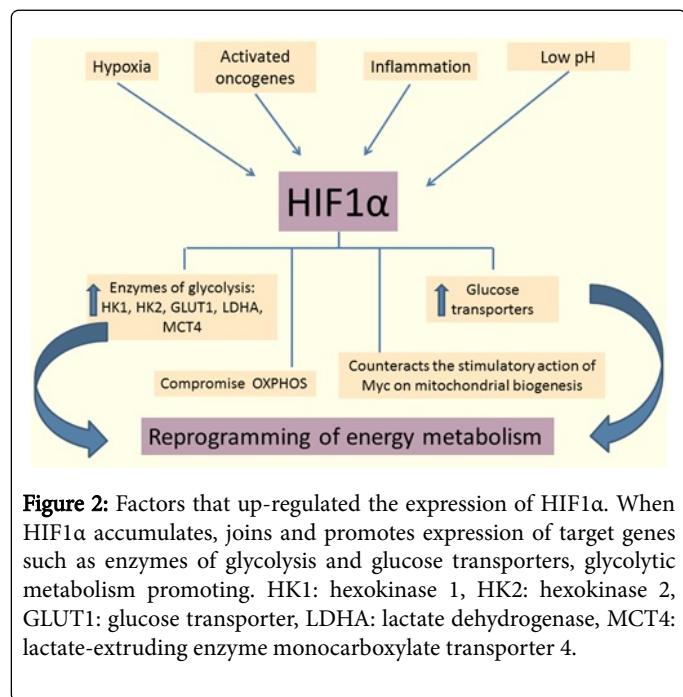 Hypoxia
Activated
oncogenes
Inflammation
Low pH
HIF1α
Enzymes of glycolysis:
HK1, HK2, GLUT1, LDHA,
MCT4
Glucose
transporters
Compromise OXPHOS
Counteracts the stimulatory action of
Myc on mitochondrial biogenesis
Reprogramming of energy metabolism
Figure 2: Factors that up-regulated the expression of HIF1α. When
HIF1α accumulates, joins and promotes expression of target genes
such as enzymes of glycolysis and glucose transporters, glycolytic
metabolism promoting. HK1: hexokinase 1, HK2: hexokinase 2,
GLUT1: glucose transporter, LDHA: lactate dehydrogenase, MCT4:
lactate-extruding enzyme monocarboxylate transporter 4.